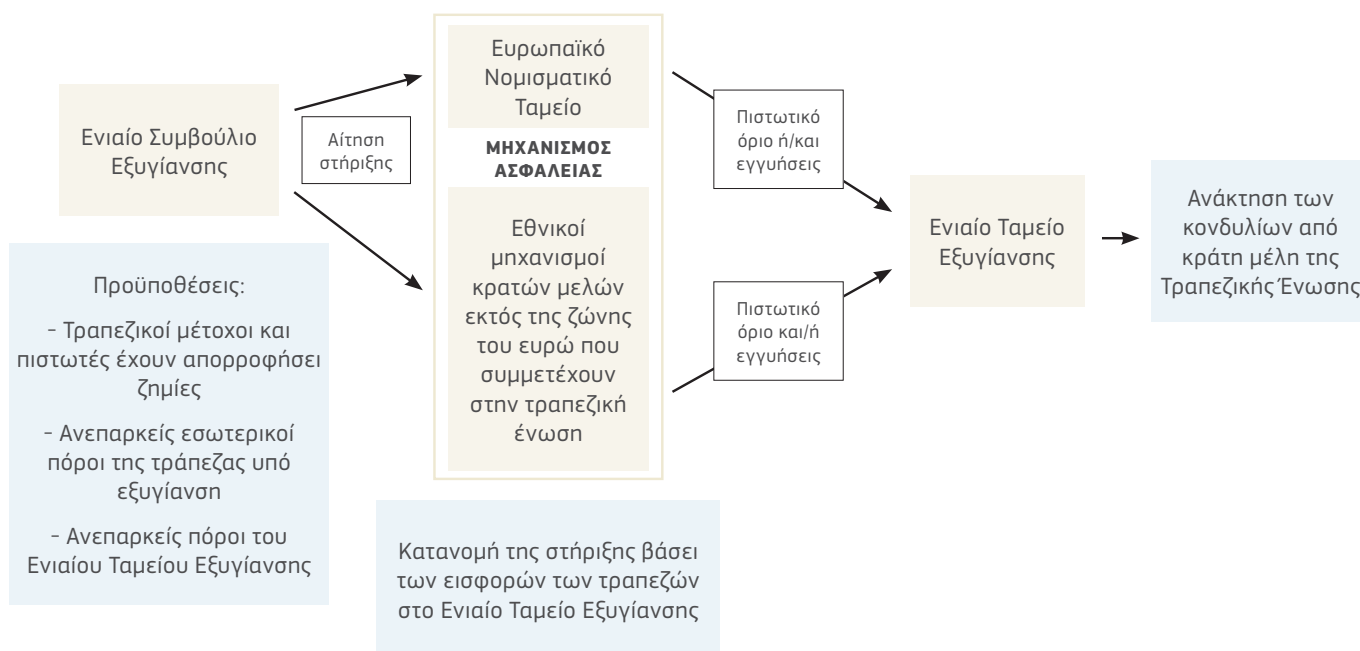 Ενιαίο Συμβούλιο
Εξυγίανσης
Προϋποθέσεις:
- Τραπεζικοί μέτοχοι και
πιστωτές έχουν απορροφήσει
ζημίες
- Ανεπαρκείς εσωτερικοί
πόροι της τράπεζας υπό
εξυγίανση
- Ανεπαρκείς πόροι του
Ενιαίου Ταμείου Εξυγίανσης
Αίτηση
στήριξης
Ευρωπαϊκό
Νομισματικό
Ταμείο
ΜΗΧΑΝΙΣΜΟΣ
ΑΣΦΑΛΕΙΑΣ
Εθνικοί
μηχανισμοί
κρατών μελών
εκτός της ζώνης
του ευρώ που
συμμετέχουν
στην τραπεζική
ένωση
Κατανομή της στήριξης βάσει
των εισφορών των τραπεζών
στο Ενιαίο Ταμείο Εξυγίανσης
Πιστωτικό
όριο ή/και
εγγυήσεις
Πιστωτικό
όριο και/ή
εγγυήσεις
Ενιαίο Ταμείο
Εξυγίανσης
Ανάκτηση των
κονδυλίων από
κράτη μέλη της
Τραπεζικής Ένωσης